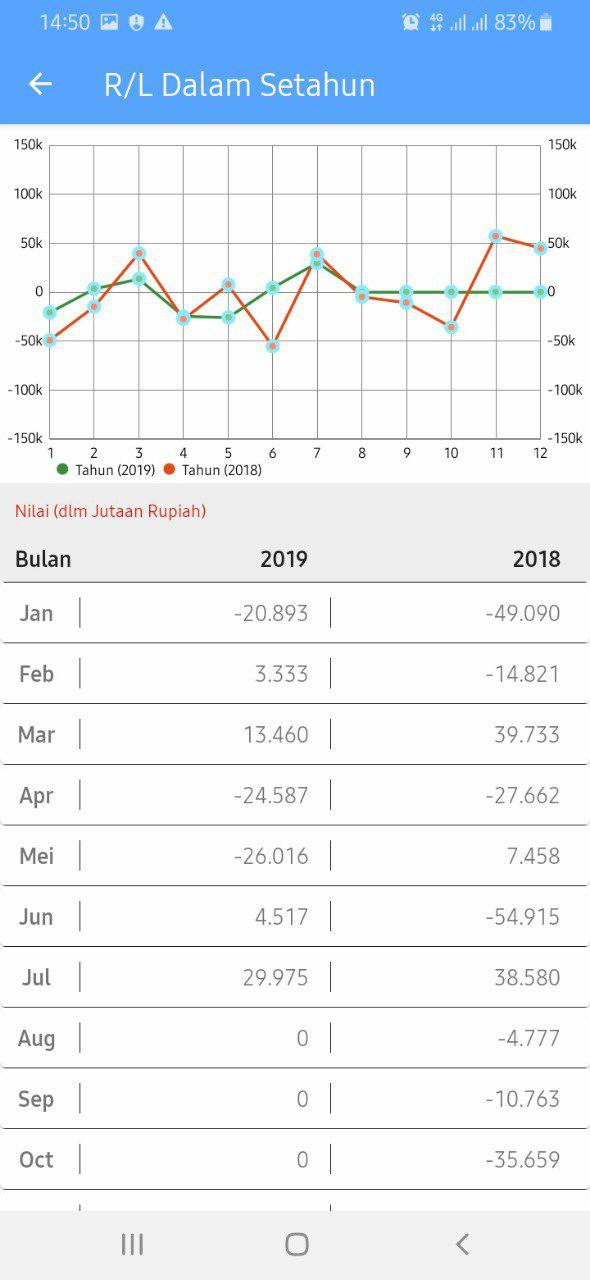 14:50 4G 83%
R/L Dalam Setahun
150k 150k
100k 100k
50k 50k
0 0
-50k -50k
-100k -100k
-150k -150k
1 2 3 4 5 6 7 8 9 10 11 12
Tahun (2019) Tahun (2018)
Nilai (dlm Jutaan Rupiah)
Bulan 2019 2018
Jan -20.893 -49.090
Feb 3.333 -14.821
Mar 13.460 39.733
Apr -24.587 -27.662
Mei -26.016 7.458
Jun 4.517 -54.915
Jul 29.975 38.580
Aug 0 -4.777
Sep 0 -10.763
Oct 0 -35.659